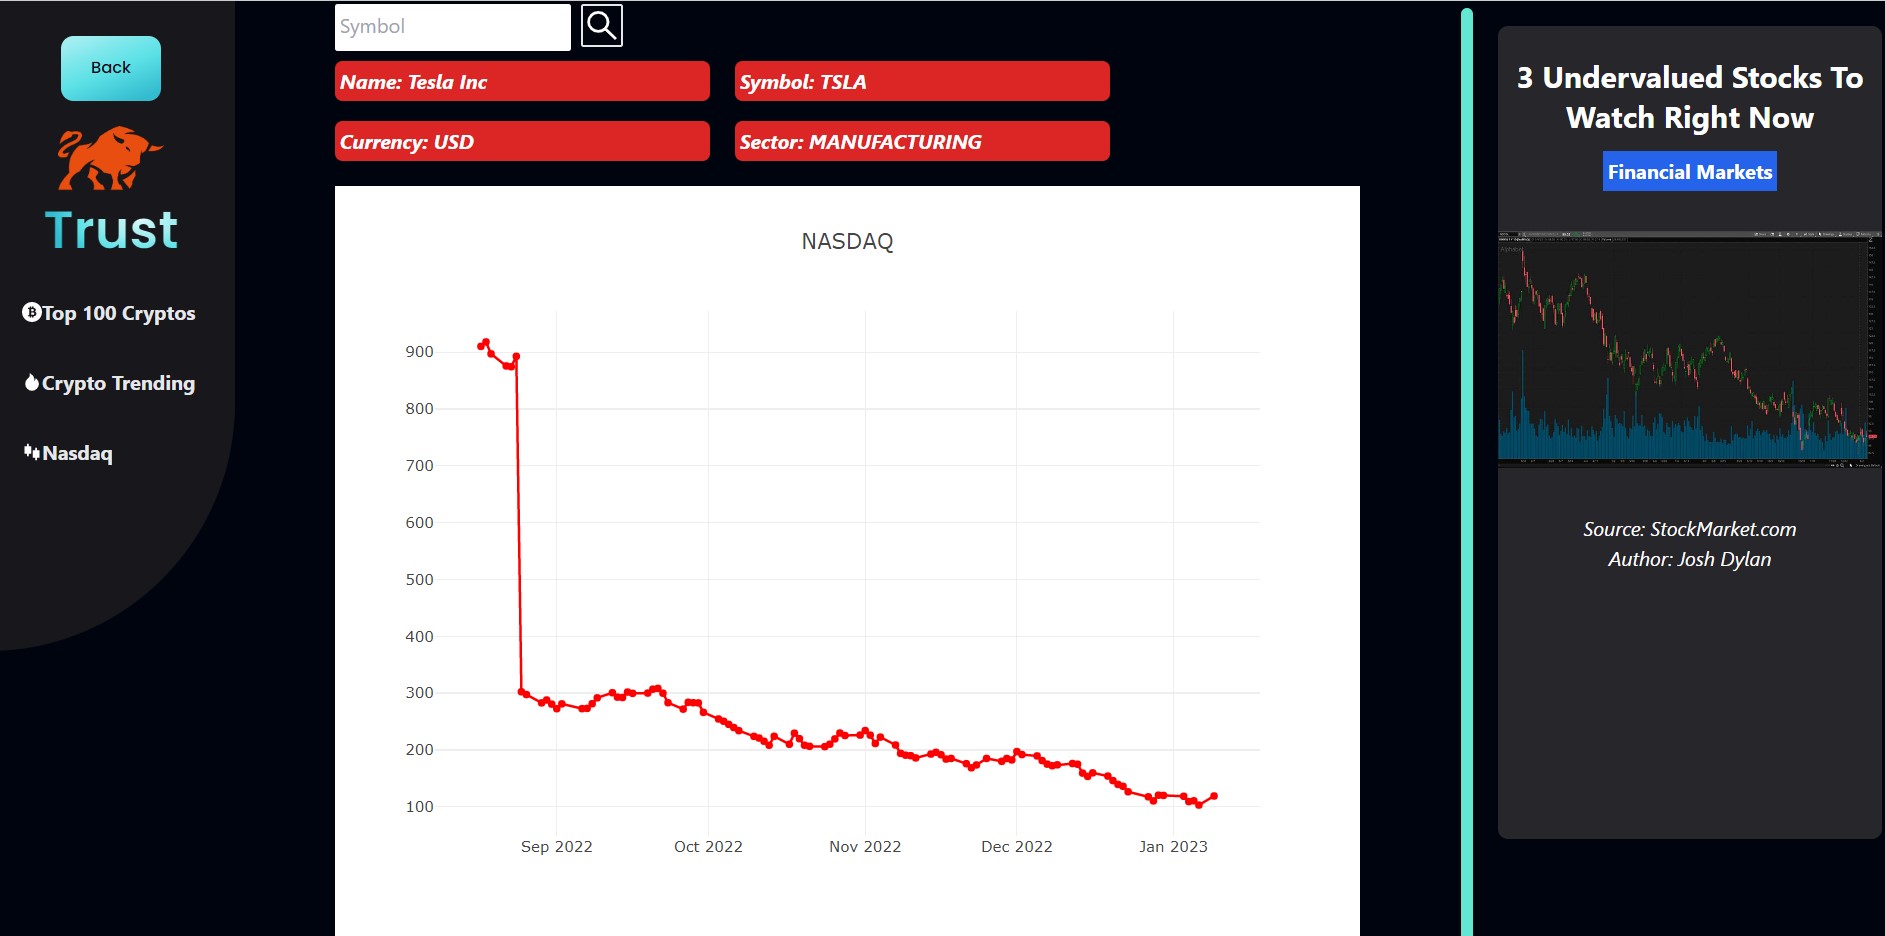 Back
Trust
Top 100 Cryptos
Crypto Trending
Nasdaq
Symbol
Name: Tesla Inc
Symbol: TSLA
Currency: USD
Sector: MANUFACTURING
NASDAQ
900
800
700
600
500
400
300
200
100
Sep 2022
Oct 2022
Nov 2022
Dec 2022
Jan 2023
3 Undervalued Stocks To
Watch Right Now
Financial Markets
Source: StockMarket.com
Author: Josh Dylan